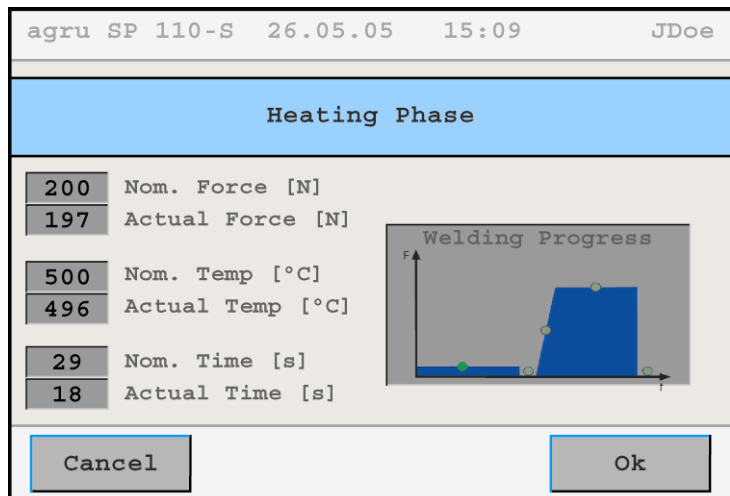 agru SP 110-S 26.05.05 15:09 JDoe
Heating Phase
200 Nom. Force [N]
197 Actual Force [N]
500 Nom. Temp [°C]
496 Actual Temp [°C]
29 Nom. Time [s]
18 Actual Time [s]
Welding Progress
F
t
Cancel
Ok